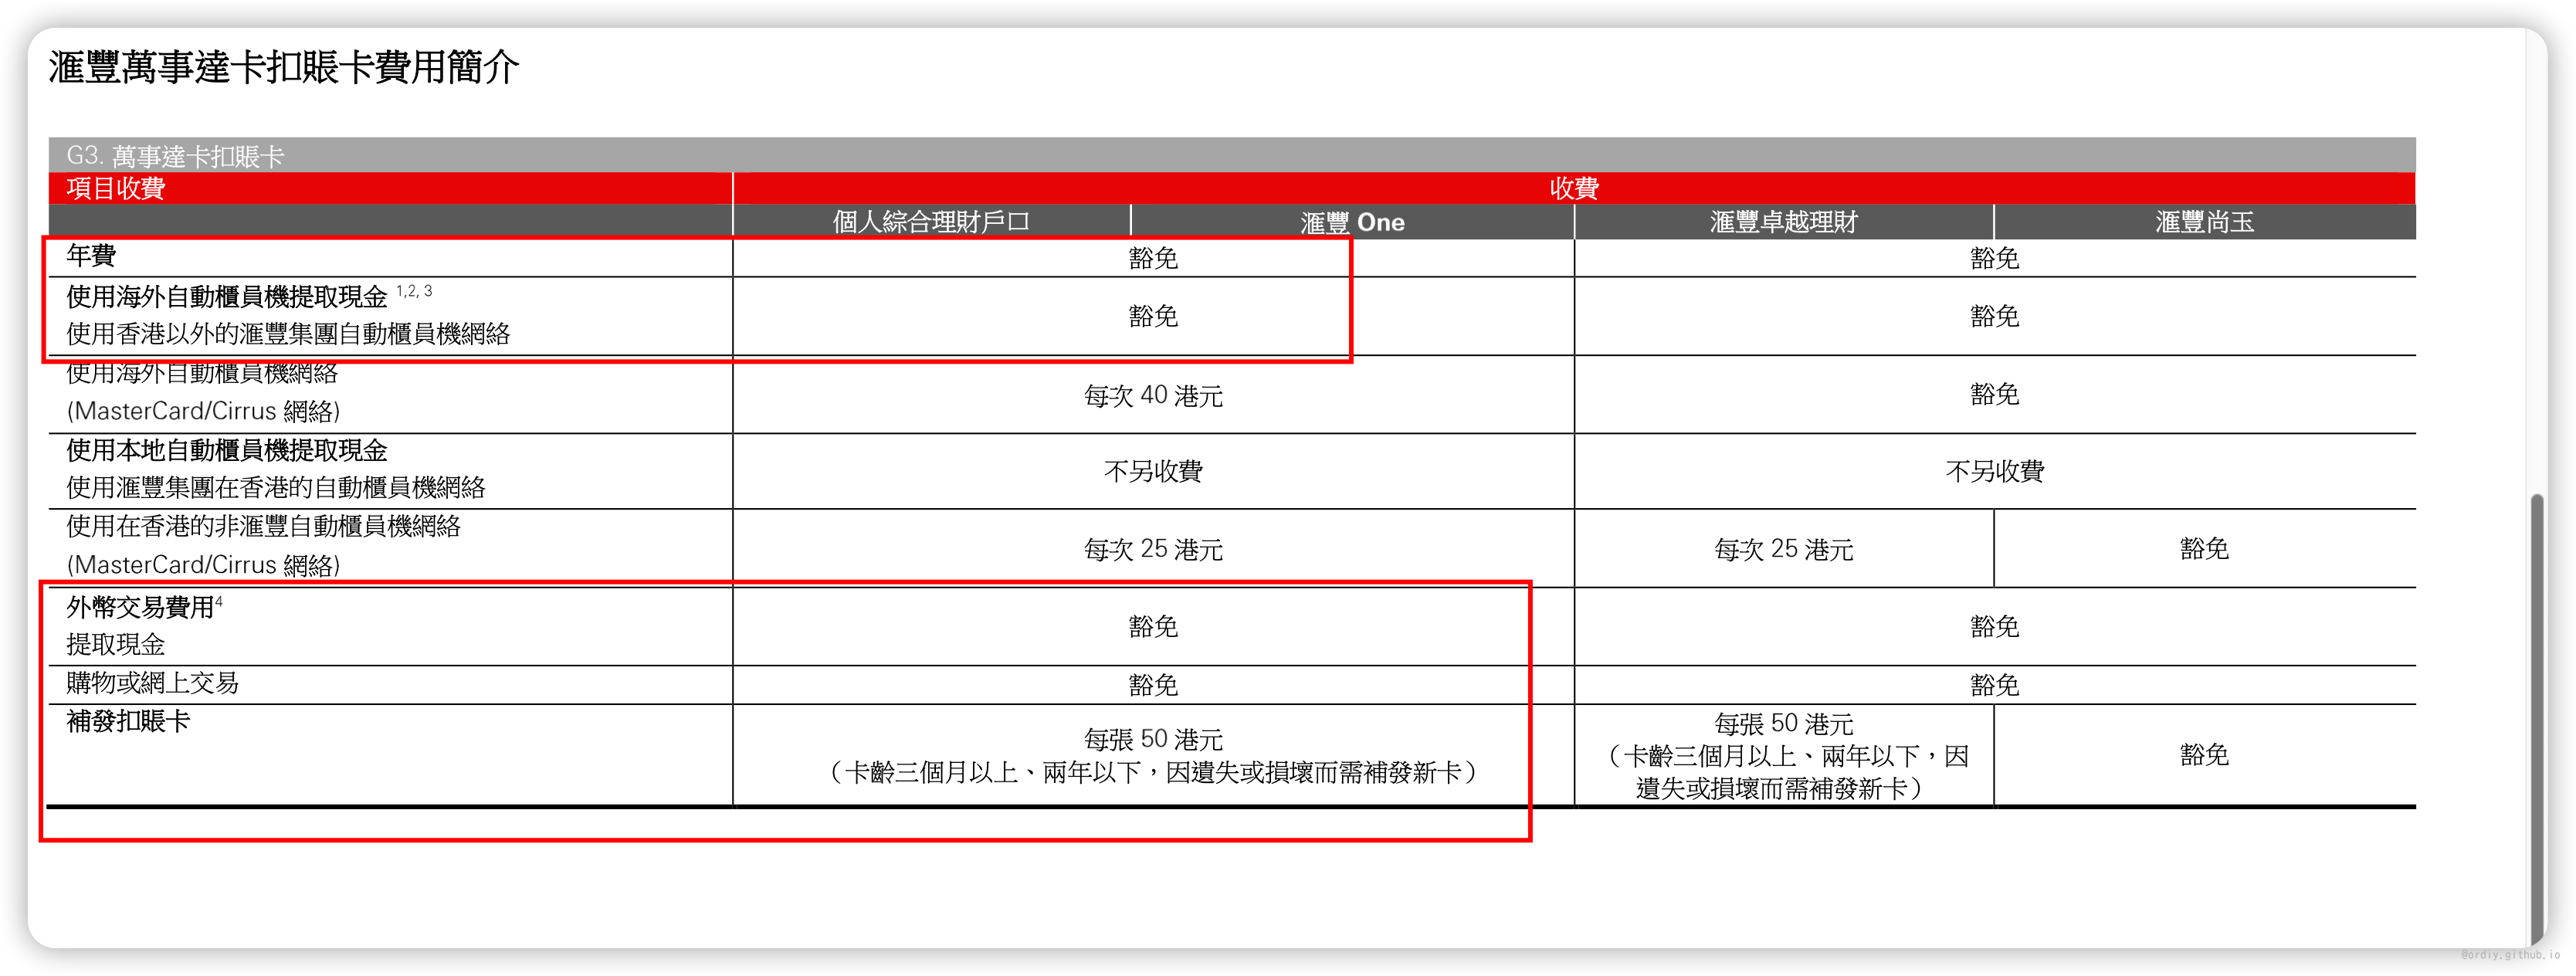 滙豐萬事達卡扣賬卡費用簡介
G3. 萬事達卡扣賬卡
項目收費 收費
個人綜合理財戶口 滙豐 One 滙豐卓越理財 滙豐尚玉
年費 豁免 豁免
使用海外自動櫃員機提取現金 1,2, 3
使用香港以外的滙豐集團自動櫃員機網絡 豁免 豁免
使用海外自動櫃員機網絡
(MasterCard/Cirrus 網絡) 每次 40 港元 豁免
使用本地自動櫃員機提取現金
使用滙豐集團在香港的自動櫃員機網絡 不另收費 不另收費
使用在香港的非滙豐自動櫃員機網絡
(MasterCard/Cirrus 網絡) 每次 25 港元 每次 25 港元 豁免
外幣交易費用4
提取現金 豁免 豁免
購物或網上交易 豁免 豁免
補發扣賬卡
每張 50 港元
（卡齡三個月以上、兩年以下，因遺失或損壞而需補發新卡）
每張 50 港元
（卡齡三個月以上、兩年以下，因
遺失或損壞而需補發新卡）
豁免
@ordiy.github.io